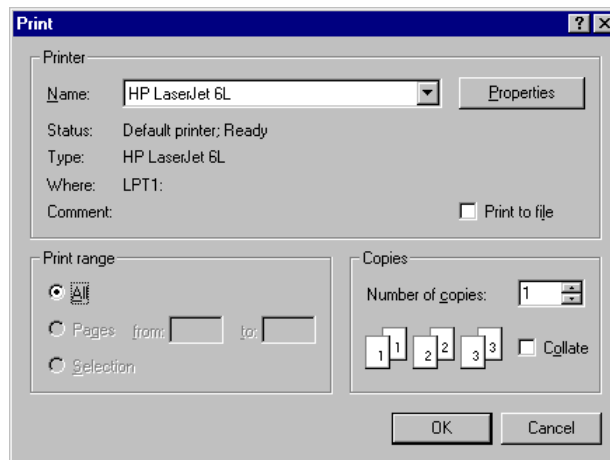 Print
Printer
Name: HP LaserJet 6L Properties
Status: Default printer; Ready
Type: HP LaserJet 6L
Where: LPT1:
Comment: Print to file
Print range
All
Pages from: to:
Selection
Copies
Number of copies: 1
1 1 2 2 3 3 Collate
OK Cancel